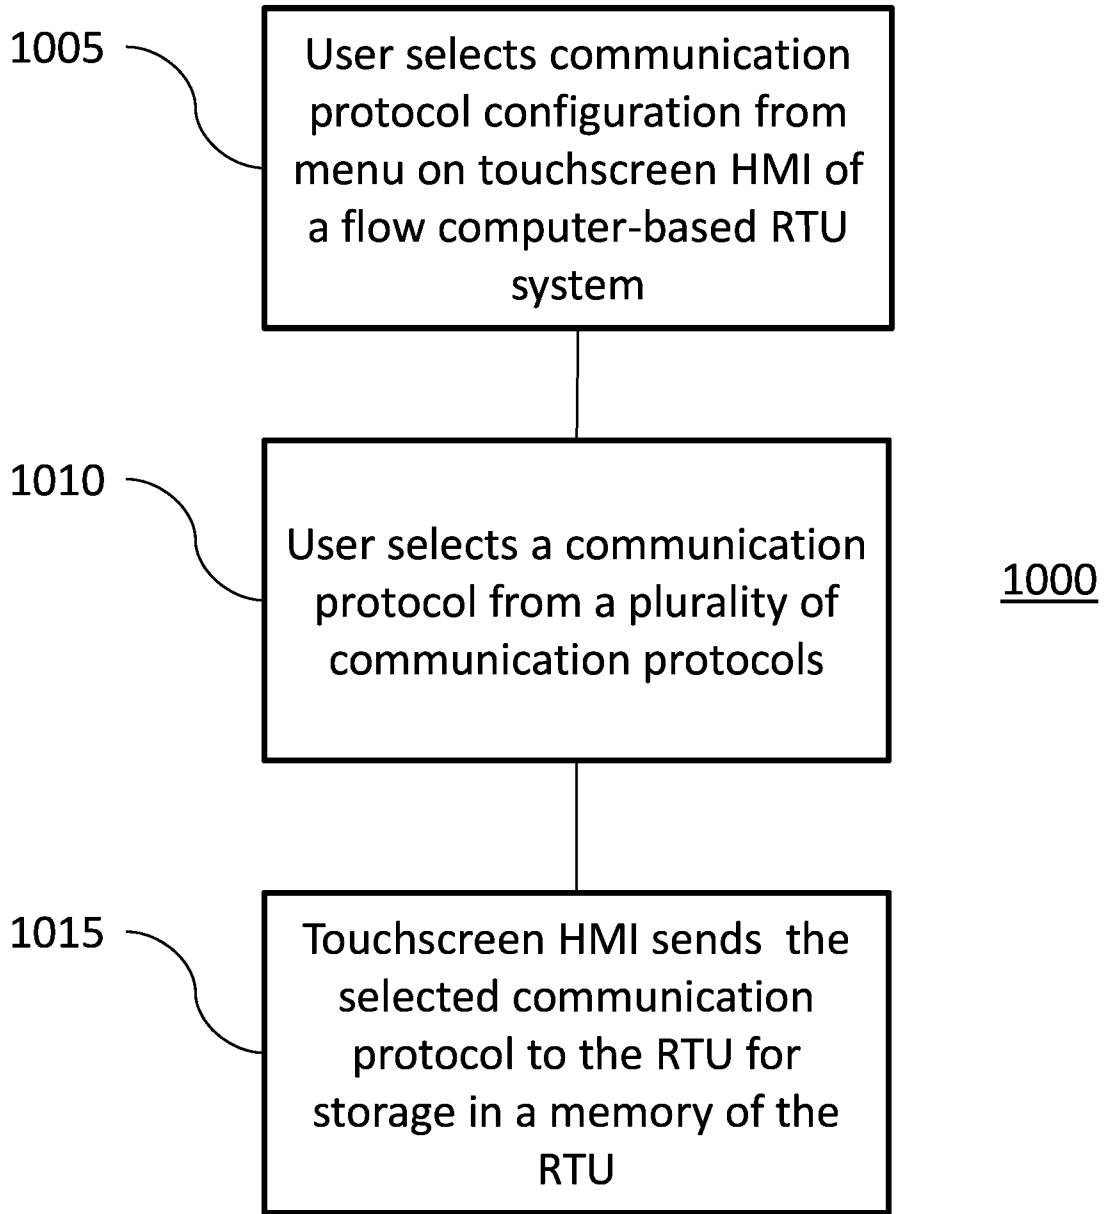 1005
User selects communication
protocol configuration from
menu on touchscreen HMI of
a flow computer-based RTU
system
1010
User selects a communication
protocol from a plurality of
communication protocols
1000
1015
Touchscreen HMI sends  the
selected communication
protocol to the RTU for
storage in a memory of the
RTU